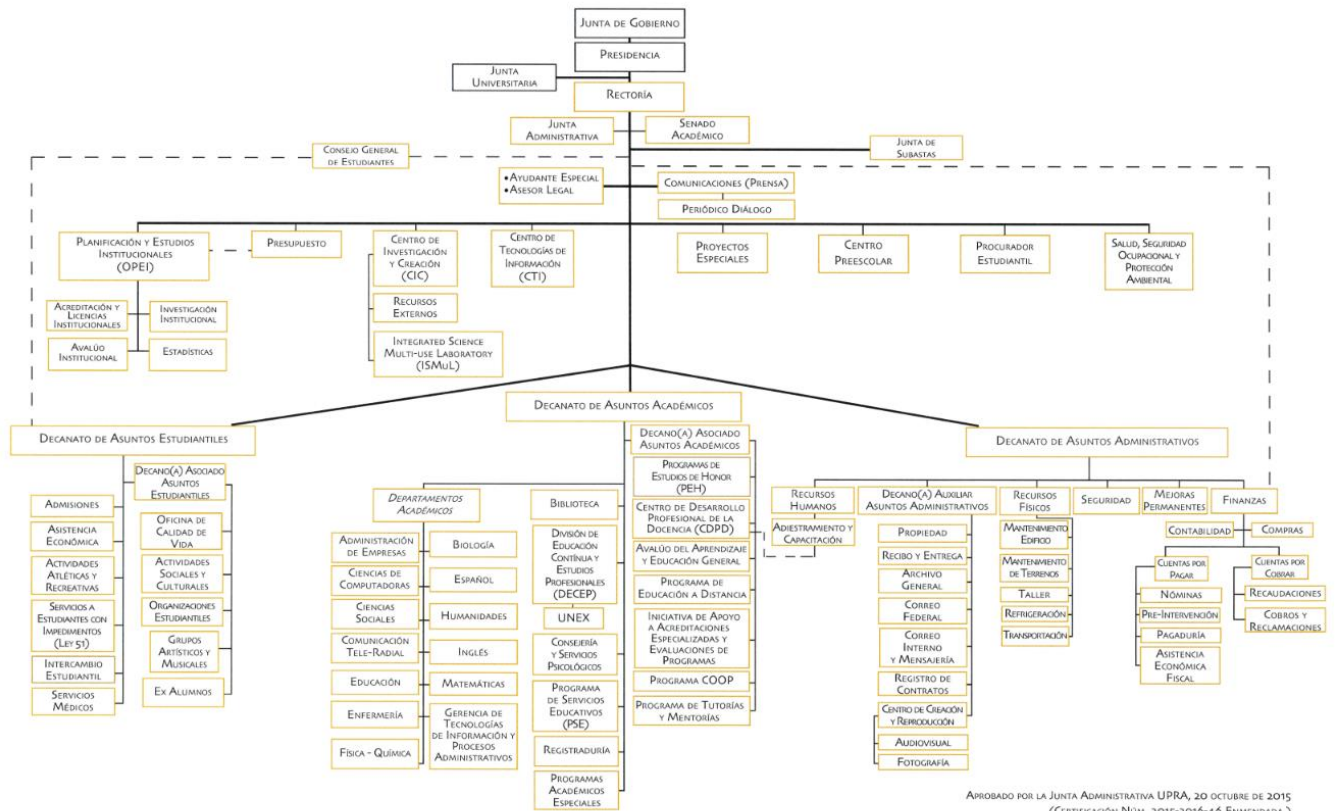 Junta de Gobierno
Presidencia
Junta
Universitaria
Rectoría
Junta
Administrativa
Senado
Académico
Consejo General
de Estudiantes
Junta de
Subastas
•Ayudante Especial
•Asesor Legal
Comunicaciones (Prensa)
Periódico Diálogo
Planificación y Estudios
Institucionales
(OPEI)
Presupuesto
Centro de
Investigación
y Creación
(CIC)
Centro de
Tecnologías de
Información
(CTI)
Proyectos
Especiales
Centro
Preescolar
Procurador
Estudiantil
Salud, Seguridad
Ocupacional y
Protección
Ambiental
Acreditación y
Licencias
Institucionales
Investigación
Institucional
Avalúo
Institucional
Estadísticas
Recursos
Externos
Integrated Science
Multi-use Laboratory
(ISMuL)
Decanato de Asuntos Estudiantiles
Decano(a) Asociado
Asuntos
Estudiantiles
Admisiones
Asistencia
Económica
Actividades
Atléticas y
Recreativas
Servicios a
Estudiantes con
Impedimentos
(Ley 51)
Intercambio
Estudiantil
Servicios
Médicos
Oficina de
Calidad de
Vida
Actividades
Sociales y
Culturales
Organizaciones
Estudiantiles
Grupos
Artísticos y
Musicales
Ex Alumnos
Decanato de Asuntos Académicos
Departamentos
Académicos
Administración
de Empresas
Ciencias de
Computadoras
Ciencias
Sociales
Comunicación
Tele-Radial
Educación
Enfermería
Física - Química
Biología
Español
Humanidades
Inglés
Matemáticas
Gerencia de
Tecnologías
de Información y
Procesos
Administrativos
Biblioteca
División de
Educación
Contínua y
Estudios
Profesionales
(DECEP)
UNEX
Consejería
y Servicios
Psicológicos
Programa
de Servicios
Educativos
(PSE)
Registraduría
Programas
Académicos
Especiales
Decano(a) Asociado
Asuntos Académicos
Programas de
Estudios de Honor
(PEH)
Centro de Desarrollo
Profesional de la
Docencia (CDPD)
Avalúo del Aprendizaje
y Educación General
Programa de
Educación a Distancia
Iniciativa de Apoyo
a Acreditaciones
Especializadas y
Evaluaciones de
Programas
Programa COOP
Programa de Tutorías
y Mentorías
Decanato de Asuntos Administrativos
Recursos
Humanos
Adiestramiento y
Capacitación
Decano(a) Auxiliar
Asuntos Administrativos
Propiedad
Recibo y Entrega
Archivo
General
Correo
Federal
Correo
Interno
y Mensajería
Registro de
Contratos
Centro de Creación
y Reproducción
Audiovisual
Fotografía
Recursos
Físicos
Mantenimiento
Edificio
Mantenimiento
de Terrenos
Taller
Refrigeración
Transportación
Seguridad
Mejoras
Permanentes
Finanzas
Contabilidad
Compras
Cuentas por
Pagar
Nóminas
Pre-Intervención
Pagaduría
Asistencia
Económica
Fiscal
Cuentas por
Cobrar
Recaudaciones
Cobros y
Reclamaciones
Aprobado por la Junta Administrativa UPRA, 20 octubre de 2015
(Certificación Núm. 2015-2016-46 Enmendada)